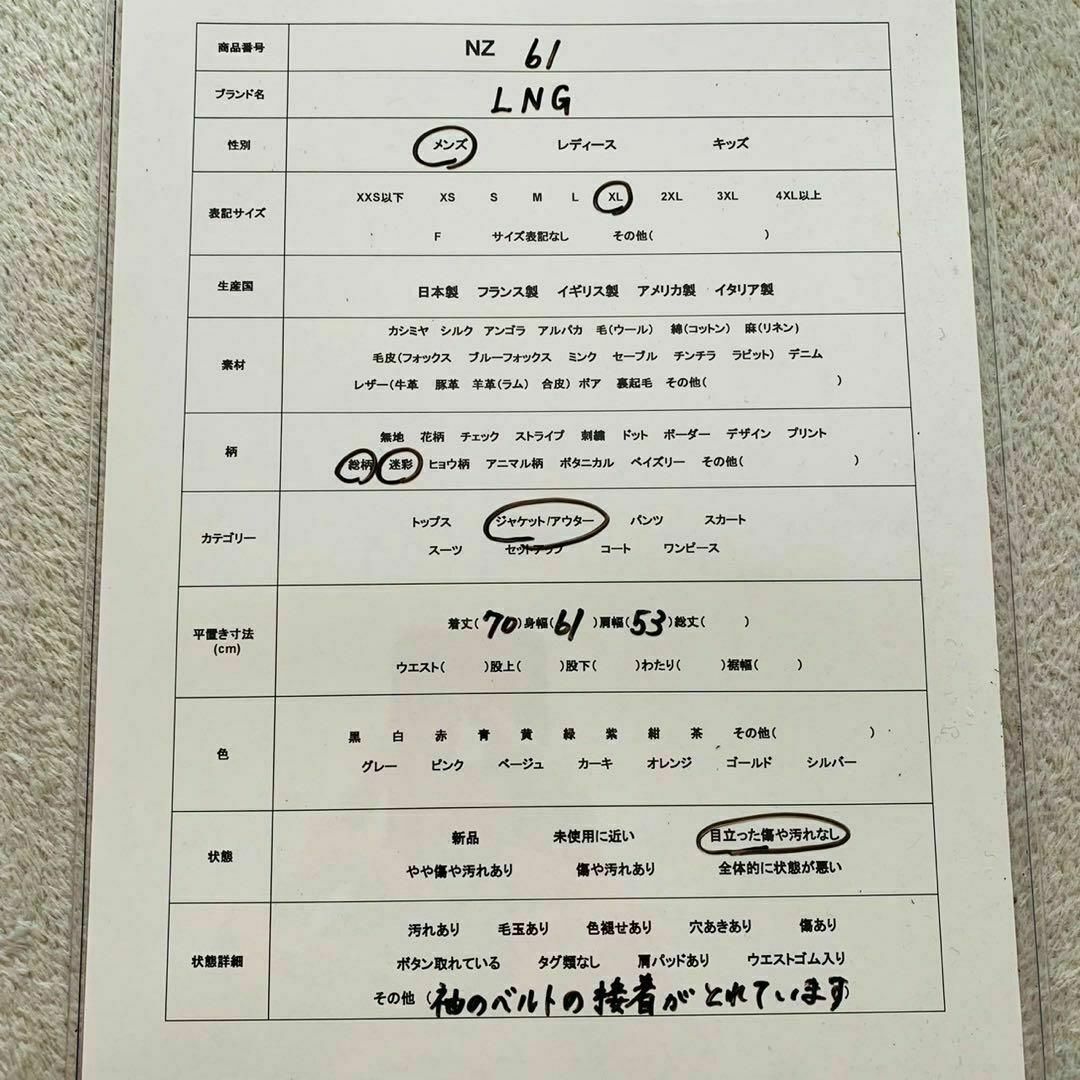 商品番号 NZ 61
ブランド名 LNG
性別 メンズ レディース キッズ
XXS以下 XS S M L XL 2XL 3XL 4XL以上
表記サイズ
F サイズ表記なし その他( )
生産国 日本製 フランス製 イギリス製 アメリカ製 イタリア製
カシミヤ シルク アンゴラ アルパカ 毛(ウール) 綿(コットン) 麻(リネン)
毛皮(フォックス ブルーフォックス ミンク セーブル チンチラ ラビット) デニム
素材
レザー(牛革 豚革 羊革(ラム) 合皮) ボア 裏起毛 その他( )
無地 花柄 チェック ストライプ 刺繍 ドット ボーダー デザイン プリント
柄
総柄 迷彩 ヒョウ柄 アニマル柄 ボタニカル ペイズリー その他( )
トップス ジャケット/アウター パンツ スカート
カテゴリー
スーツ セットアップ コート ワンピース
着丈(70)身幅(61)肩幅(53)総丈( )
平置き寸法
(cm)
ウエスト( )股上( )股下( )わたり( )裾幅( )
黒 白 赤 青 黄 緑 紫 紺 茶 その他( )
色
グレー ピンク ベージュ カーキ オレンジ ゴールド シルバー
新品 未使用に近い 目立った傷や汚れなし
状態
やや傷や汚れあり 傷や汚れあり 全体的に状態が悪い
汚れあり 毛玉あり 色褪せあり 穴あきあり 傷あり
状態詳細 ボタン取れている タグ類なし 肩パッドあり ウエストゴム入り
その他 (袖のベルトの接着がとれています)